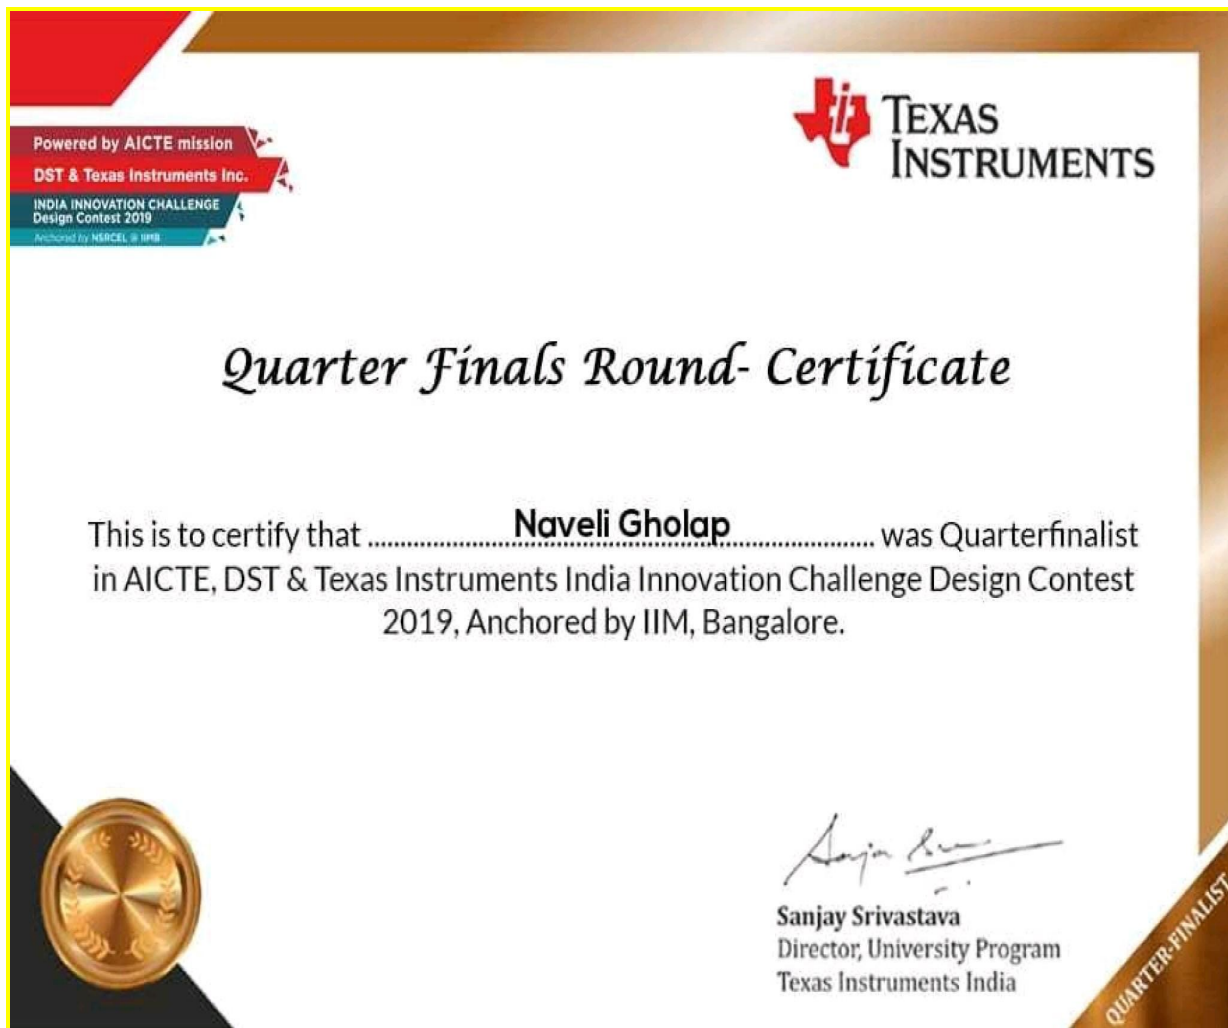 Powered by AICTE mission
DST & Texas Instruments Inc.
INDIA INNOVATION CHALLENGE
Design Contest 2019
Anchored by NSRCEL @ IIMB
TEXAS
INSTRUMENTS
Quarter Finals Round- Certificate
This is to certify that ........................Naveli Gholap........................ was Quarterfinalist
in AICTE, DST & Texas Instruments India Innovation Challenge Design Contest
2019, Anchored by IIM, Bangalore.
Sanjay Srivastava
Director, University Program
Texas Instruments India
QUARTER-FINALIST